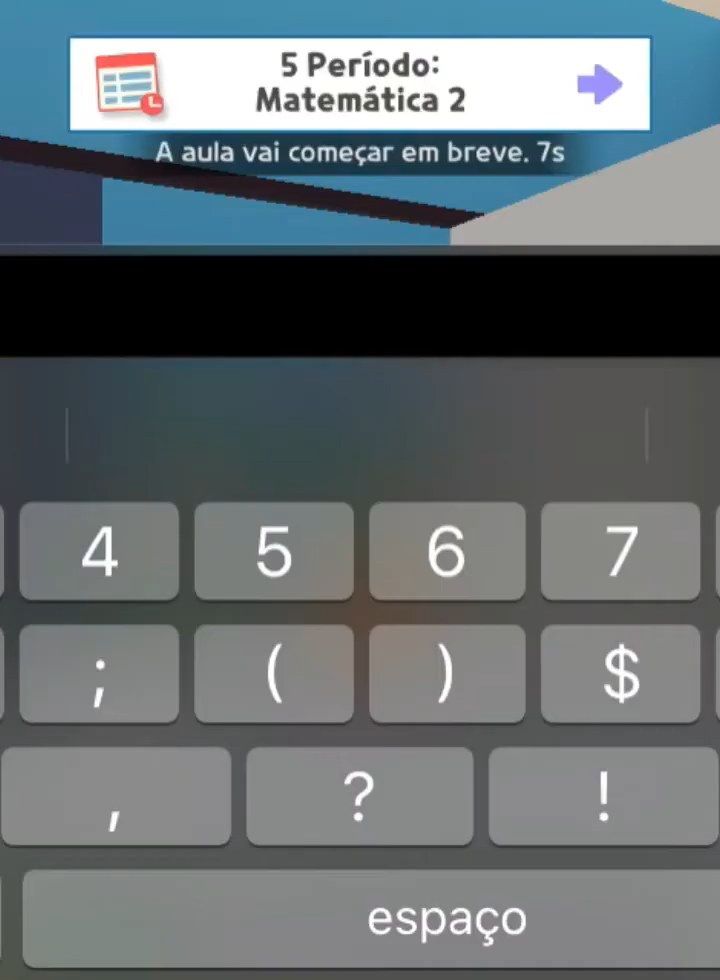 5 Período:
Matemática 2
A aula vai começar em breve. 7s
4 5 6 7
; ( ) $
, ? !
espaço